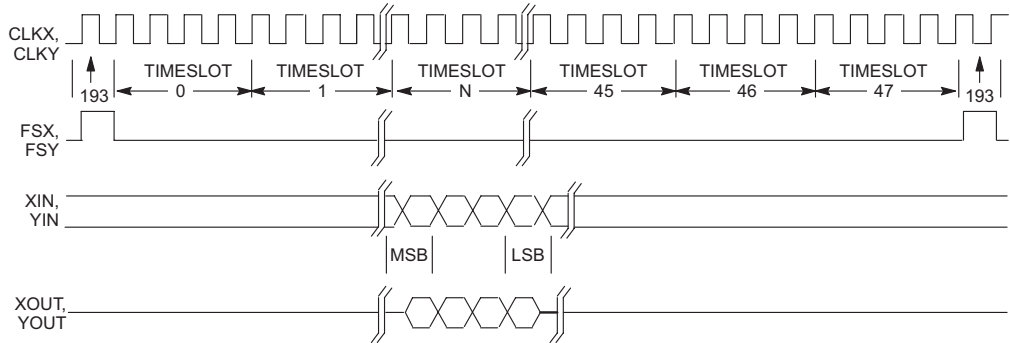 CLKX,
CLKY
TIMESLOT TIMESLOT TIMESLOT TIMESLOT TIMESLOT TIMESLOT
193 0 1 N 45 46 47 193
FSX,
FSY
XIN,
YIN
MSB LSB
XOUT,
YOUT